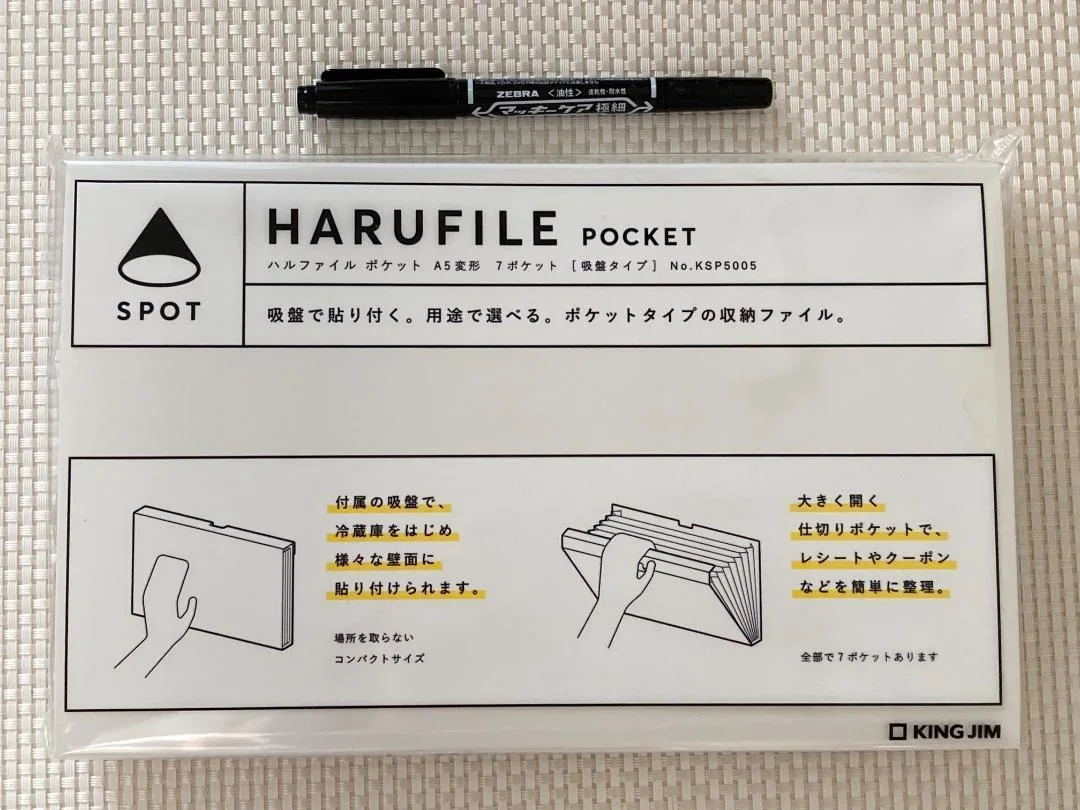 ZEBRA 〈油性〉 速乾性・耐水性
マッキーケア極細
HARUFILE POCKET
ハルファイル ポケット A5変形 7ポケット [吸盤タイプ] No.KSP5005
SPOT
吸盤で貼り付く。用途で選べる。ポケットタイプの収納ファイル。
付属の吸盤で、
冷蔵庫をはじめ
様々な壁面に
貼り付けられます。
場所を取らない
コンパクトサイズ
大きく開く
仕切りポケットで、
レシートやクーポン
などを簡単に整理。
全部で7ポケットあります
KING JIM